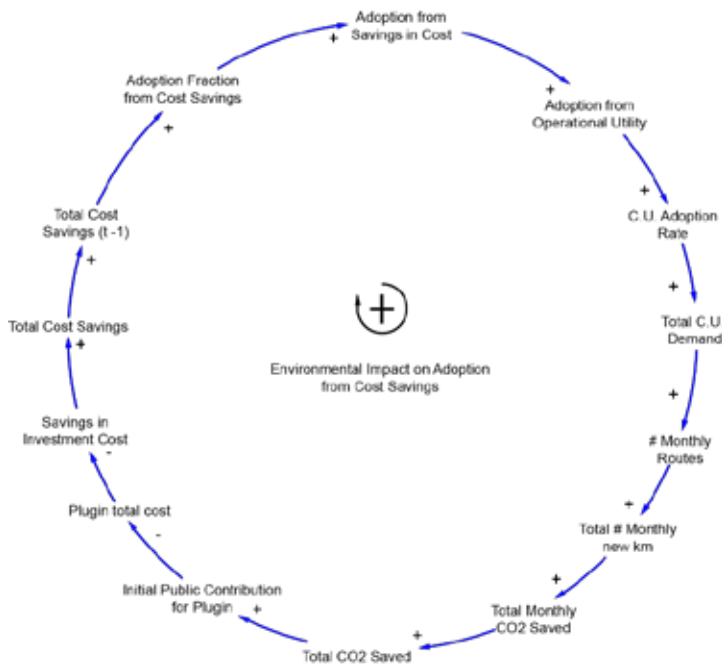 Adoption from
Savings in Cost
+
+
Adoption from
Operational Utility
+
C.U. Adoption
Rate
+
Total C.U.
Demand
+
# Monthly
Routes
+
Total # Monthly
new km
+
Total Monthly
CO2 Saved
+
Total CO2 Saved
+
Initial Public Contribution
for Plugin
-
Plugin total cost
-
Savings in
Investment Cost
+
Total Cost Savings
+
Total Cost
Savings (t -1)
+
Adoption Fraction
from Cost Savings
+
Environmental Impact on Adoption
from Cost Savings